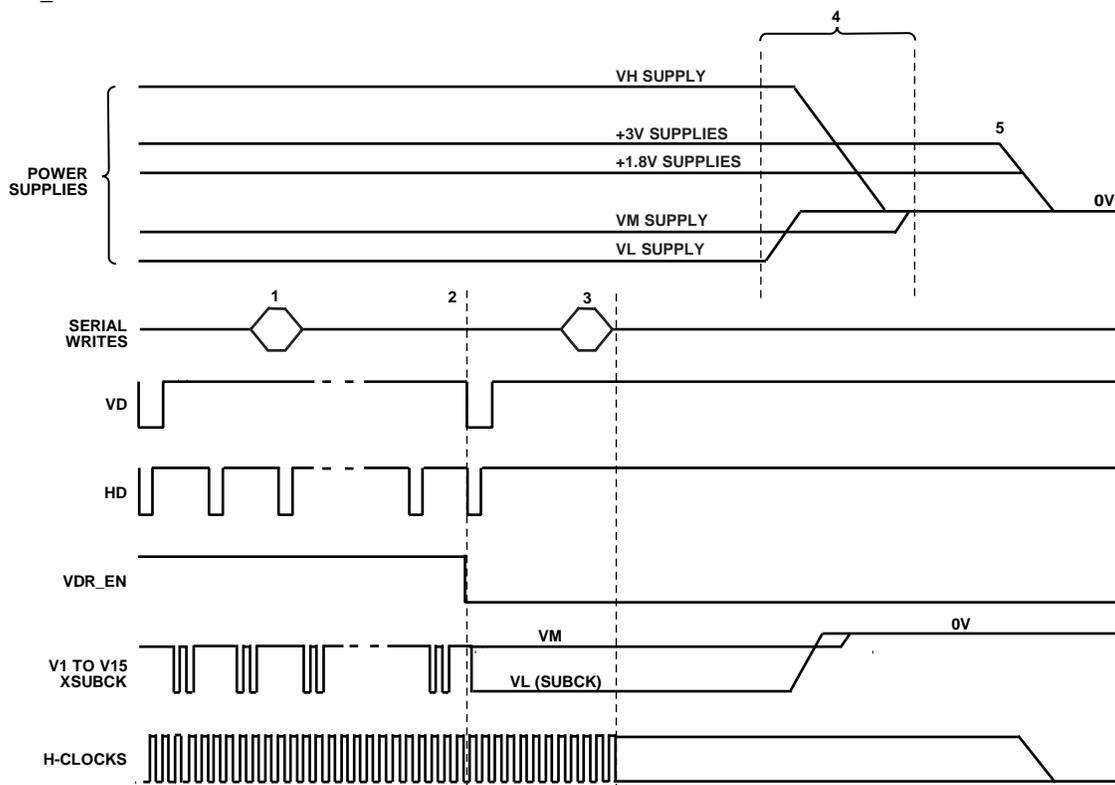 4
VH SUPPLY
+3V SUPPLIES
5
+1.8V SUPPLIES
POWER
SUPPLIES
0V
VM SUPPLY
VL SUPPLY
1
2
3
SERIAL
WRITES
VD
HD
VDR_EN
VM
0V
V1 TO V15
XSUBCK
VL (SUBCK)
H-CLOCKS